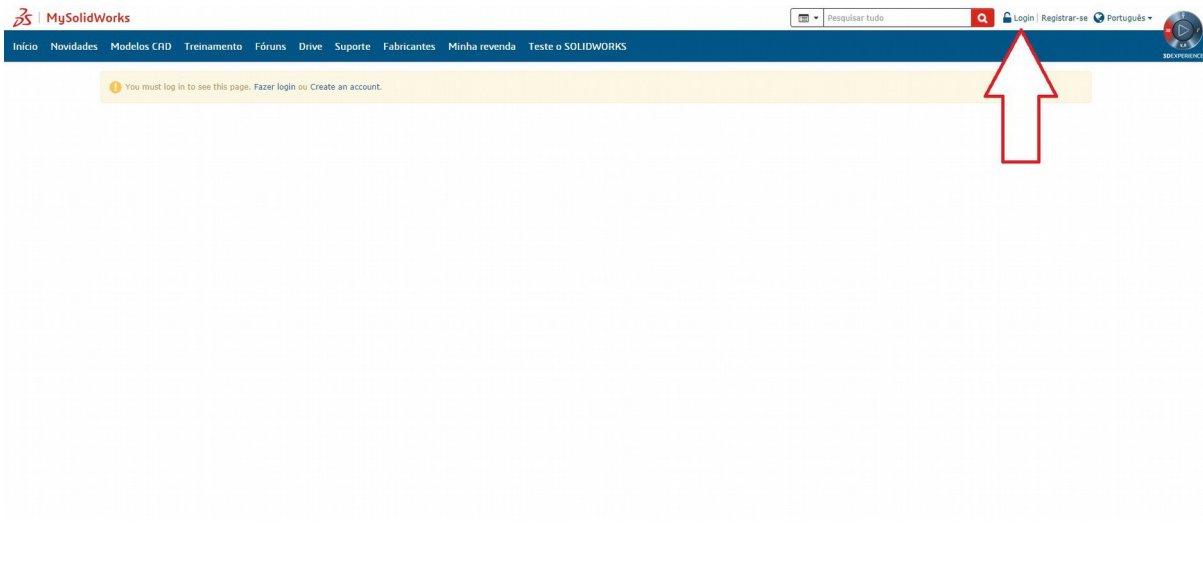 MySolidWorks
Pesquisar tudo
Login | Registrar-se
Português
Início Novidades Modelos CAD Treinamento Fóruns Drive Suporte Fabricantes Minha revenda Teste o SOLIDWORKS
3DEXPERIENCE
You must log in to see this page. Fazer login ou Create an account.